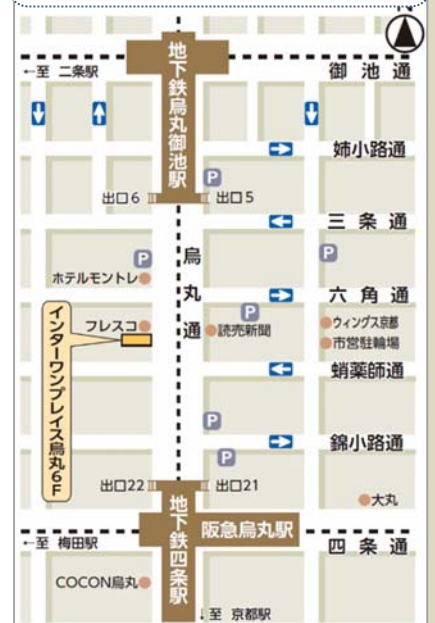 N
←至 二条駅
地下鉄烏丸御池駅
御池通
姉小路通
P
出口6
出口5
三条通
烏丸通
P
P
ホテルモントレ
六角通
P
インターワンプレイス烏丸6F
フレスコ
読売新聞
ウィングス京都
市営駐輪場
蛸薬師通
P
錦小路通
P
出口22
出口21
大丸
地下鉄四条駅
阪急烏丸駅
←至 梅田駅
四条通
COCON烏丸
↓至 京都駅